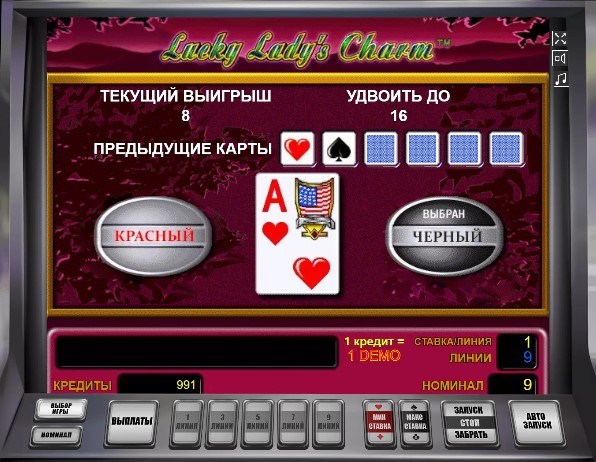 Lucky Lady's Charm™
ТЕКУЩИЙ ВЫИГРЫШ
8
УДВОИТЬ ДО
16
ПРЕДЫДУЩИЕ КАРТЫ
A
КРАСНЫЙ
ВЫБРАН
ЧЕРНЫЙ
1 кредит =
1 DEMO
СТАВКА/ЛИНИЯ 1
ЛИНИИ 9
КРЕДИТЫ 991
НОМИНАЛ 9
ВЫБОР
ИГРЫ
НОМИНАЛ
ВЫПЛАТЫ
1
ЛИНИЯ
3
ЛИНИИ
5
ЛИНИЙ
7
ЛИНИЙ
9
ЛИНИЙ
МИН
СТАВКА
МАКС
СТАВКА
ЗАПУСК
СТОП
ЗАБРАТЬ
АВТО
ЗАПУСК